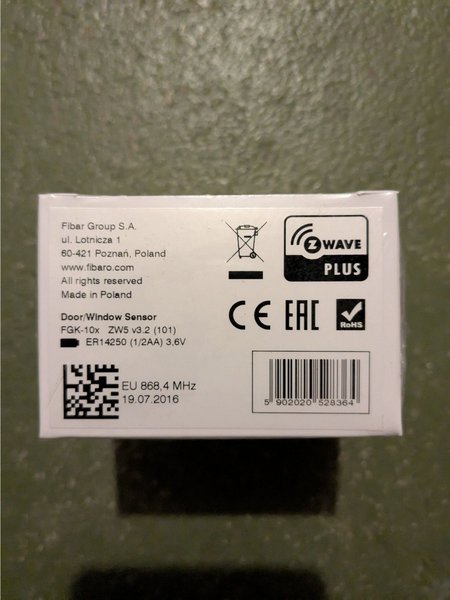 Fibar Group S.A.
ul. Lotnicza 1
60-421 Poznań, Poland
www.fibaro.com
All rights reserved
Made in Poland
Door/Window Sensor
FGK-10x ZW5 v3.2 (101)
ER14250 (1/2AA) 3,6V
EU 868,4 MHz
19.07.2016
Z WAVE
PLUS
CE EAC
RoHS
5 902020 528364